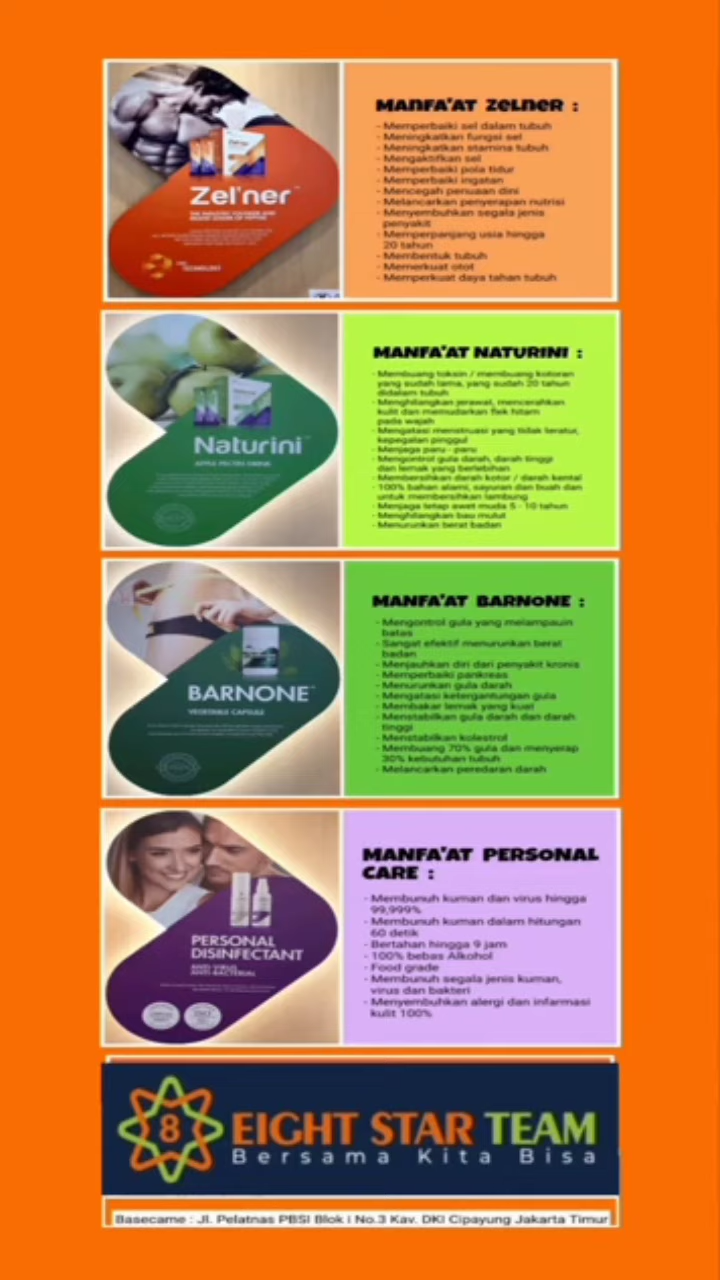 MANFA'AT ZELNER :
- Memperbaiki sel dalam tubuh
- Meningkatkan fungsi sel
- Meningkatkan stamina tubuh
- Mengaktifkan sel
- Memperbaiki pola tidur
- Memperbaiki ingatan
- Mencegah penuaan dini
- Melancarkan penyerapan nutrisi
- Menyembuhkan segala jenis
penyakit
- Memperpanjang usia hingga
20 tahun
- Membentuk tubuh
- Memerkuat otot
- Memperkuat daya tahan tubuh
Zel'ner
MANFA'AT NATURINI :
- Membuang toksin / membuang kotoran
yang sudah lama, yang sudah 20 tahun
didalam tubuh
- Menghilangkan jerawat, mencerahkan
kulit dan memudarkan flek hitam
pada wajah
- Mengatasi menstruasi yang tidak teratur,
kepegalan pinggul
- Menjaga paru - paru
- Mengontrol gula darah, darah tinggi
dan lemak yang berlebihan
- Membersihkan darah kotor / darah kental
- 100% bahan alami, sayuran dan buah dan
untuk membersihkan lambung
- Menjaga tetap awet muda 5 - 10 tahun
- Menghilangkan bau mulut
- Menurunkan berat badan
Naturini
MANFA'AT BARNONE :
- Mengontrol gula yang melampauin
batas
- Sangat efektif menurunkan berat
badan
- Menjauhkan diri dari penyakit kronis
- Memperbaiki pankreas
- Menurunkan gula darah
- Mengatasi ketergantungan gula
- Membakar lemak yang kuat
- Menstabilkan gula darah dan darah
tinggi
- Menstabilkan kolestrol
- Membuang 70% gula dan menyerap
30% kebutuhan tubuh
- Melancarkan peredaran darah
BARNONE
VEGETABLE CAPSULE
MANFA'AT PERSONAL
CARE :
- Membunuh kuman dan virus hingga
99,999%
- Membunuh kuman dalam hitungan
60 detik
- Bertahan hingga 9 jam
- 100% bebas Alkohol
- Food grade
- Membunuh segala jenis kuman,
virus dan bakteri
- Menyembuhkan alergi dan infarmasi
kulit 100%
PERSONAL
DISINFECTANT
ANTI VIRUS
ANTI BACTERIAL
8
EIGHT STAR TEAM
Bersama Kita Bisa
Basecame : Jl. Pelatnas PBSI Blok i No.3 Kav. DKI Cipayung Jakarta Timur